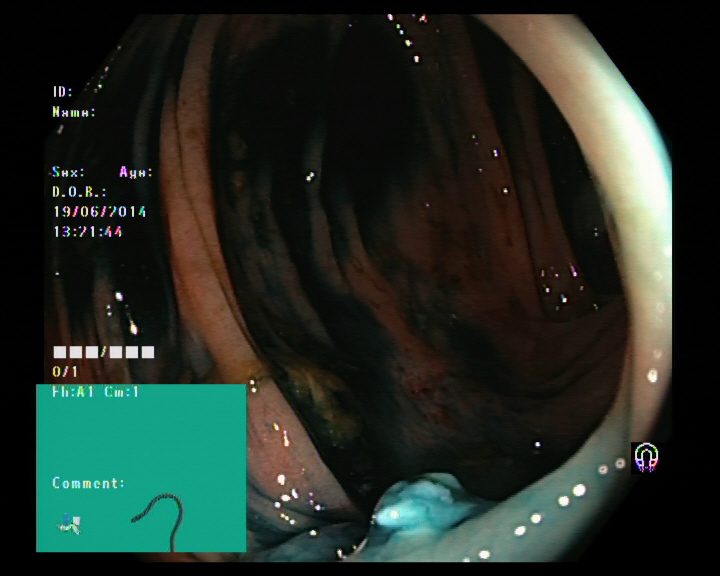 ID:
Name:
Sex: Age:
D.O.B.:
19/06/2014
13:21:44
/
0/1
Eh:A1 Cm:1
Comment: